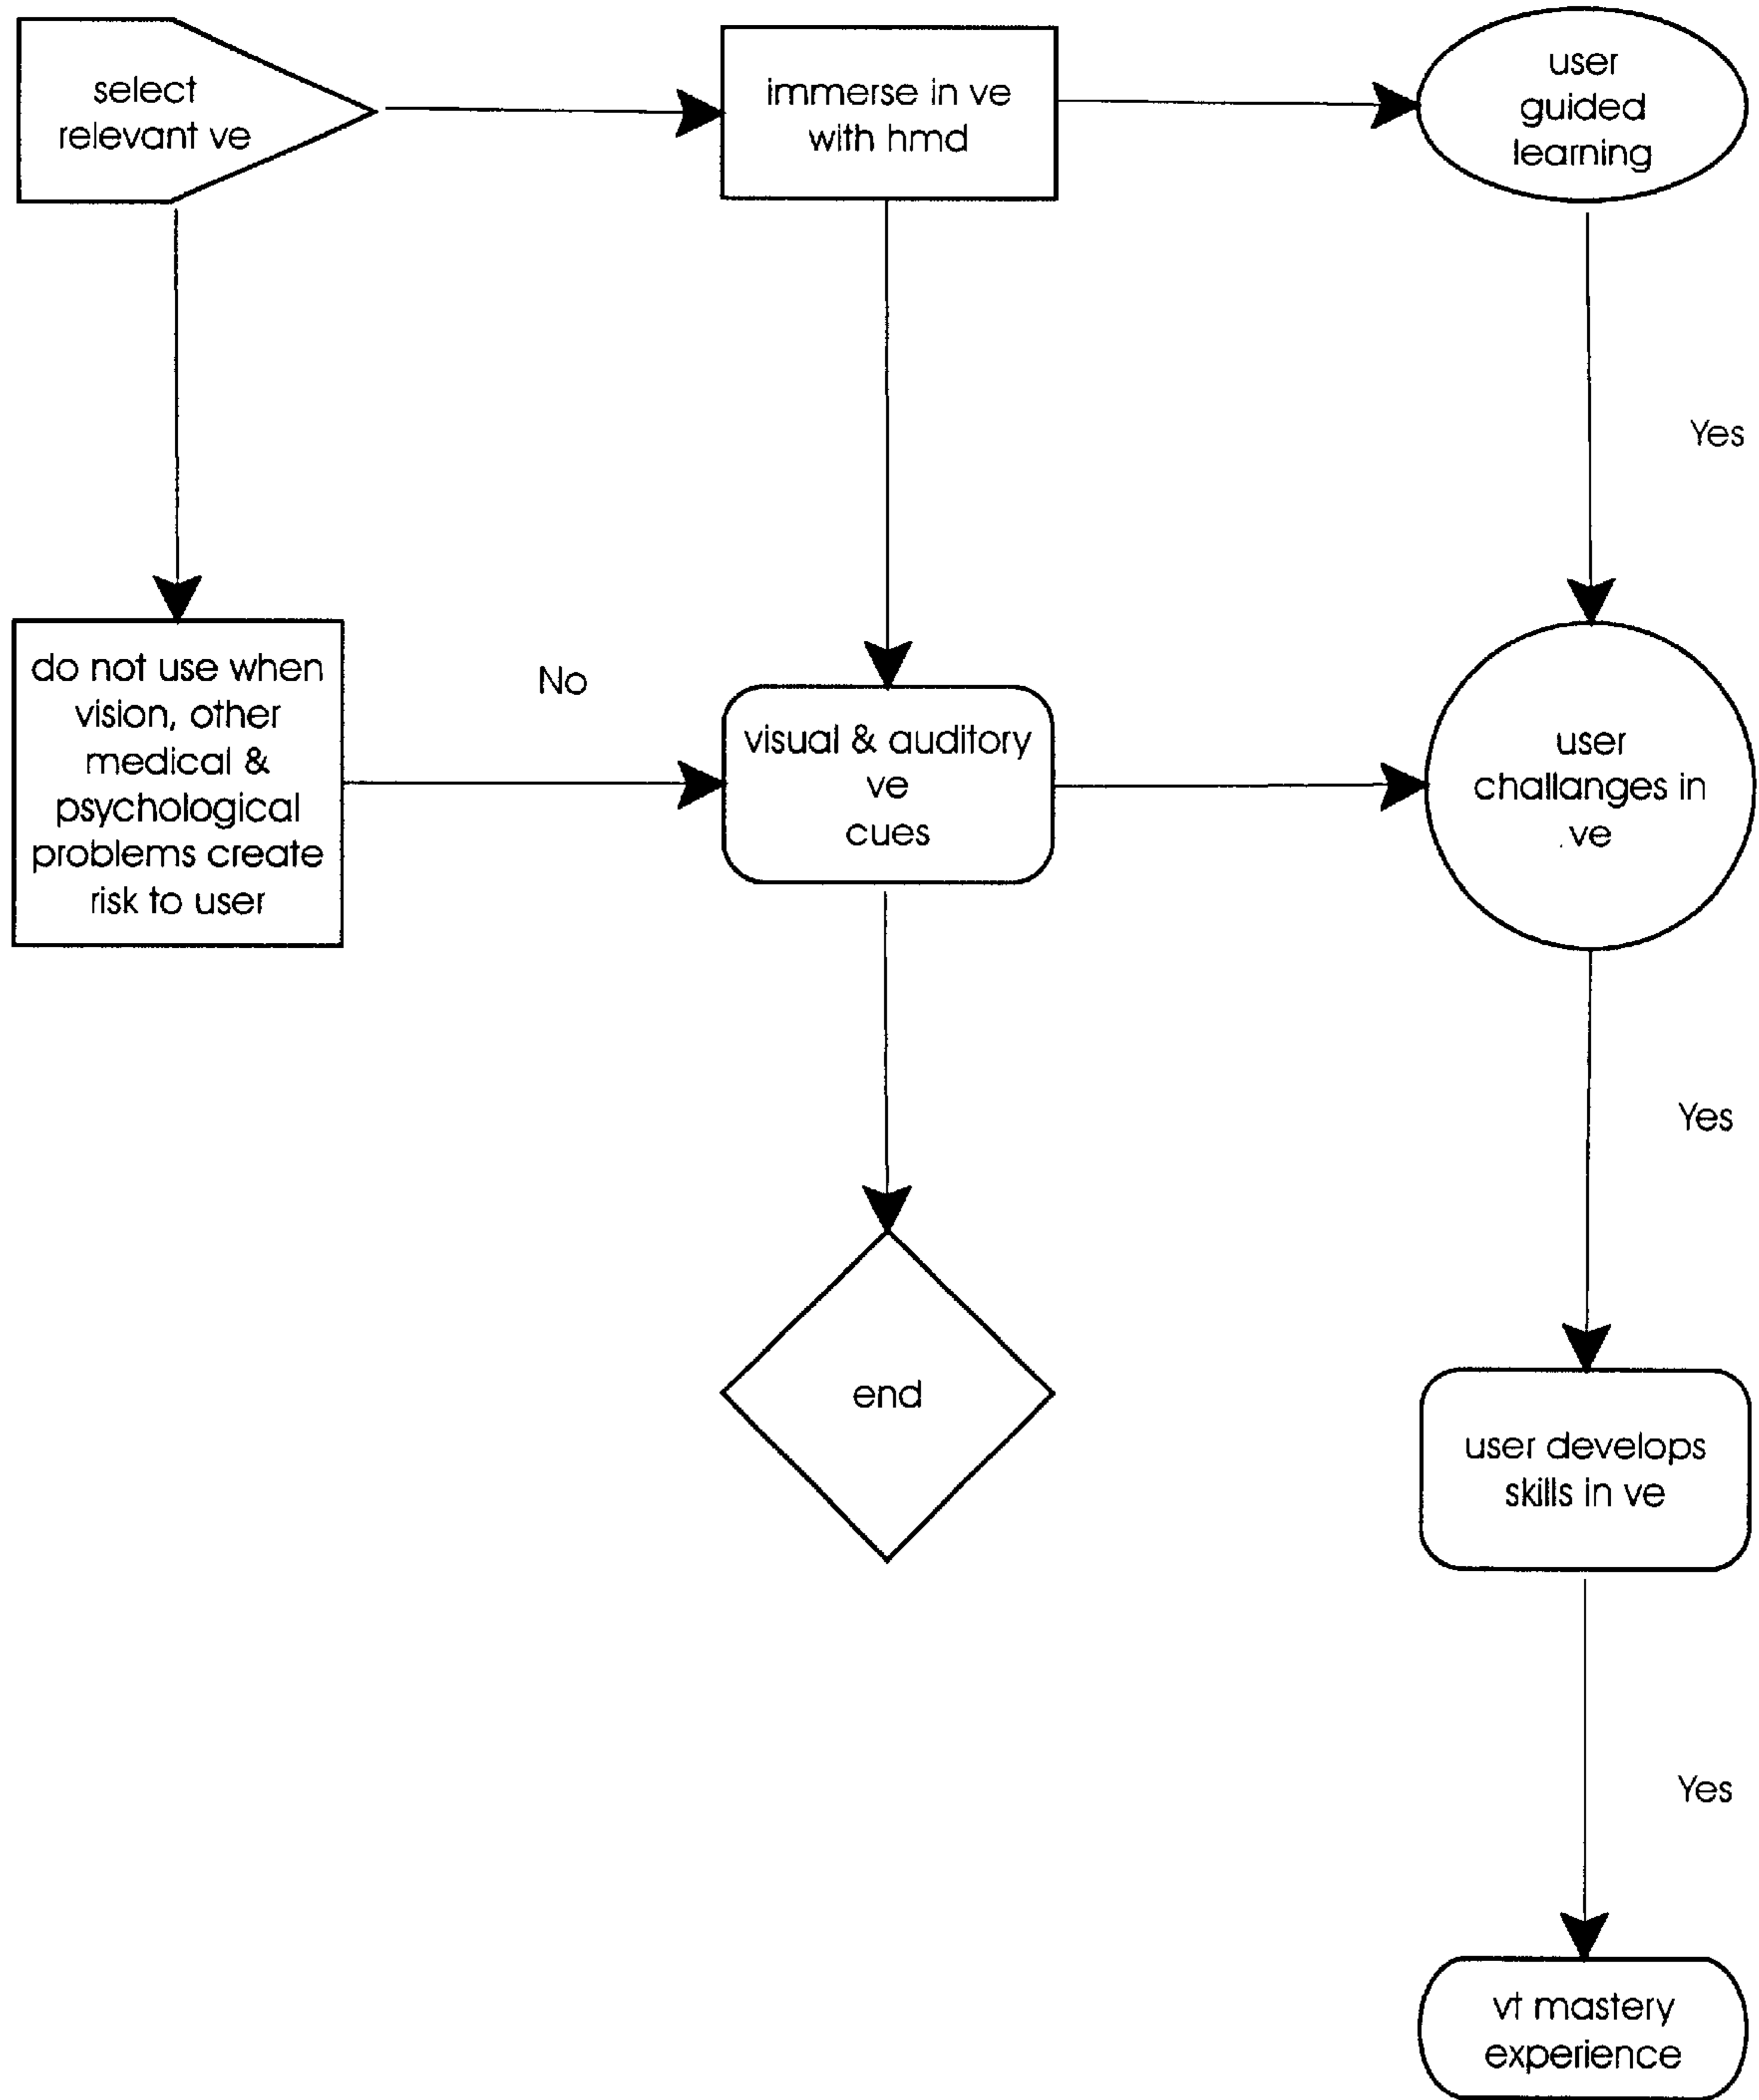 select
relevant ve
immerse in ve
with hmd
user
guided
learning
Yes
do not use when
vision, other
medical &
psychological
problems create
risk to user
No
visual & auditory
ve
cues
user
challanges in
ve
Yes
end
user develops
skills in ve
Yes
vt mastery
experience